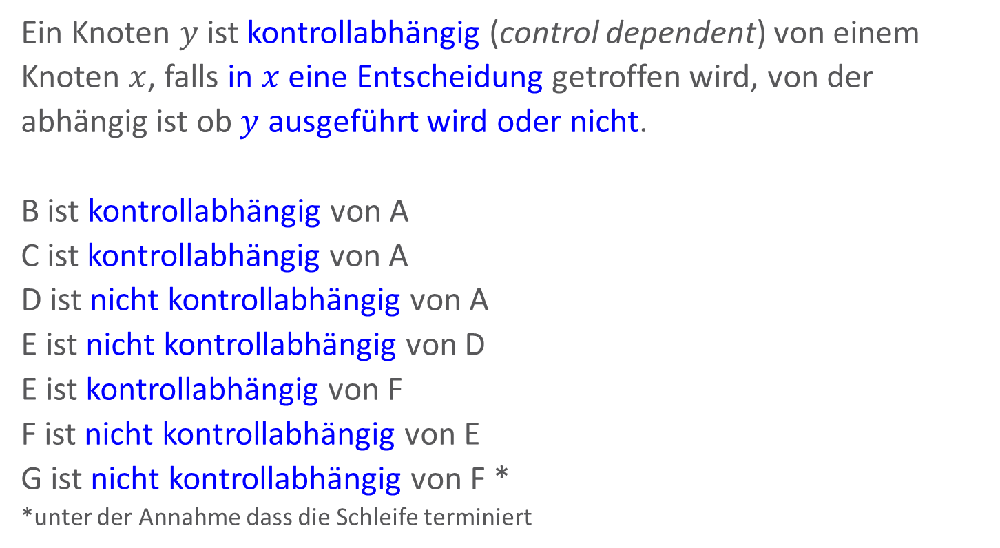 Ein Knoten 𝑦 ist kontrollabhängig (control dependent) von einem
Knoten 𝑥, falls in 𝑥 eine Entscheidung getroffen wird, von der
abhängig ist ob 𝑦 ausgeführt wird oder nicht.
B ist kontrollabhängig von A
C ist kontrollabhängig von A
D ist nicht kontrollabhängig von A
E ist nicht kontrollabhängig von D
E ist kontrollabhängig von F
F ist nicht kontrollabhängig von E
G ist nicht kontrollabhängig von F *
*unter der Annahme dass die Schleife terminiert